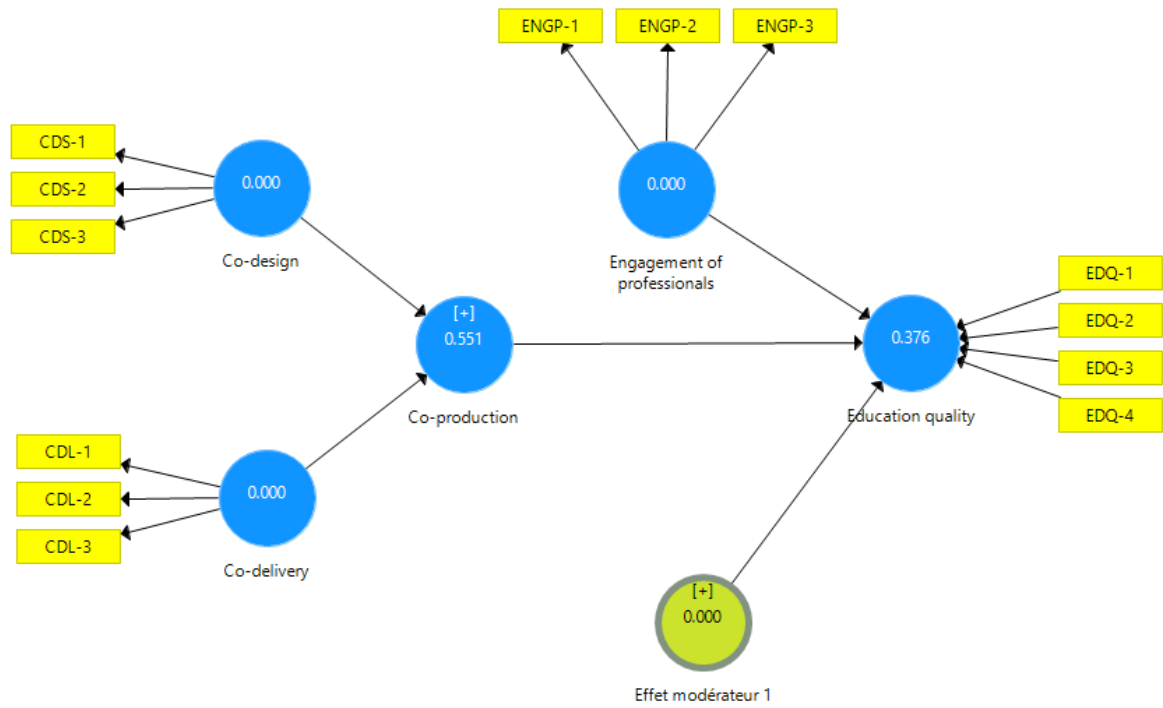 ENGP-1
ENGP-2
ENGP-3
CDS-1
CDS-2
CDS-3
0.000
Co-design
0.000
Engagement of
professionals
[+]
0.551
Co-production
0.376
Education quality
EDQ-1
EDQ-2
EDQ-3
EDQ-4
CDL-1
CDL-2
CDL-3
0.000
Co-delivery
[+]
0.000
Effet modérateur 1